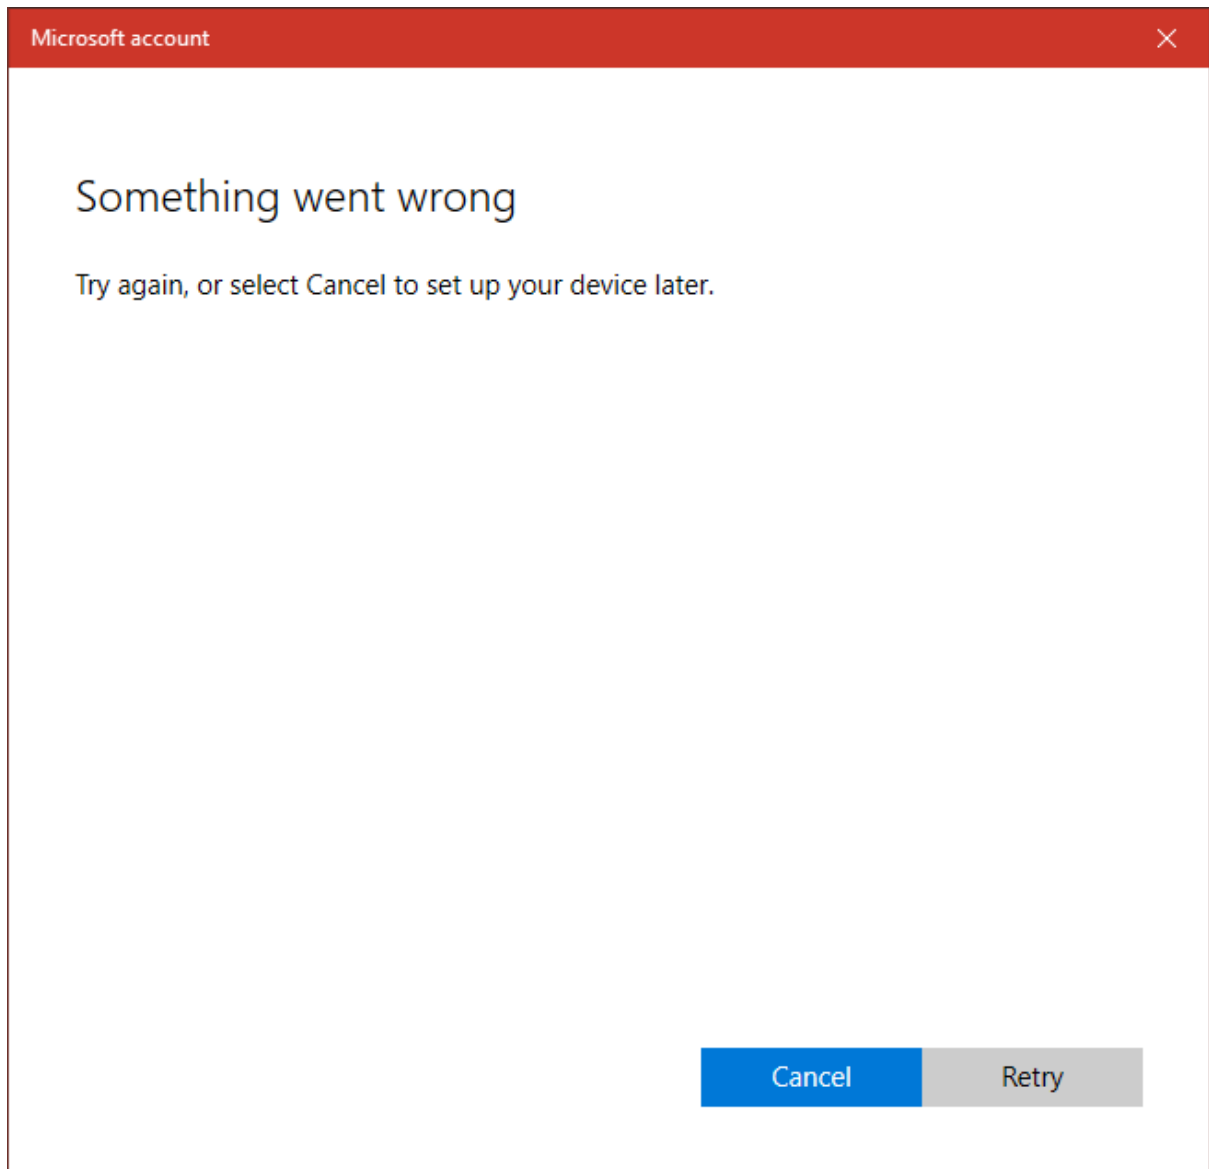 Microsoft account
Something went wrong
Try again, or select Cancel to set up your device later.
Cancel Retry